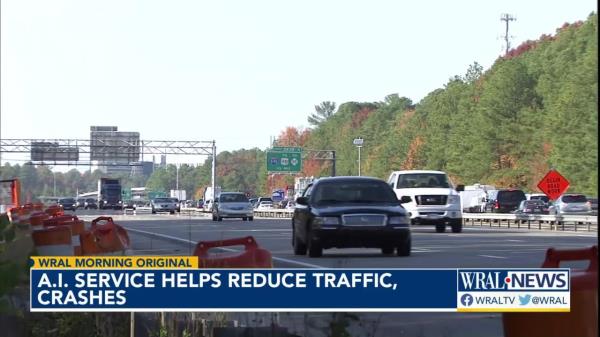 WRAL MORNING ORIGINAL
A.I. SERVICE HELPS REDUCE TRAFFIC,
CRASHES
WRAL NEWS
WRALTV @WRAL